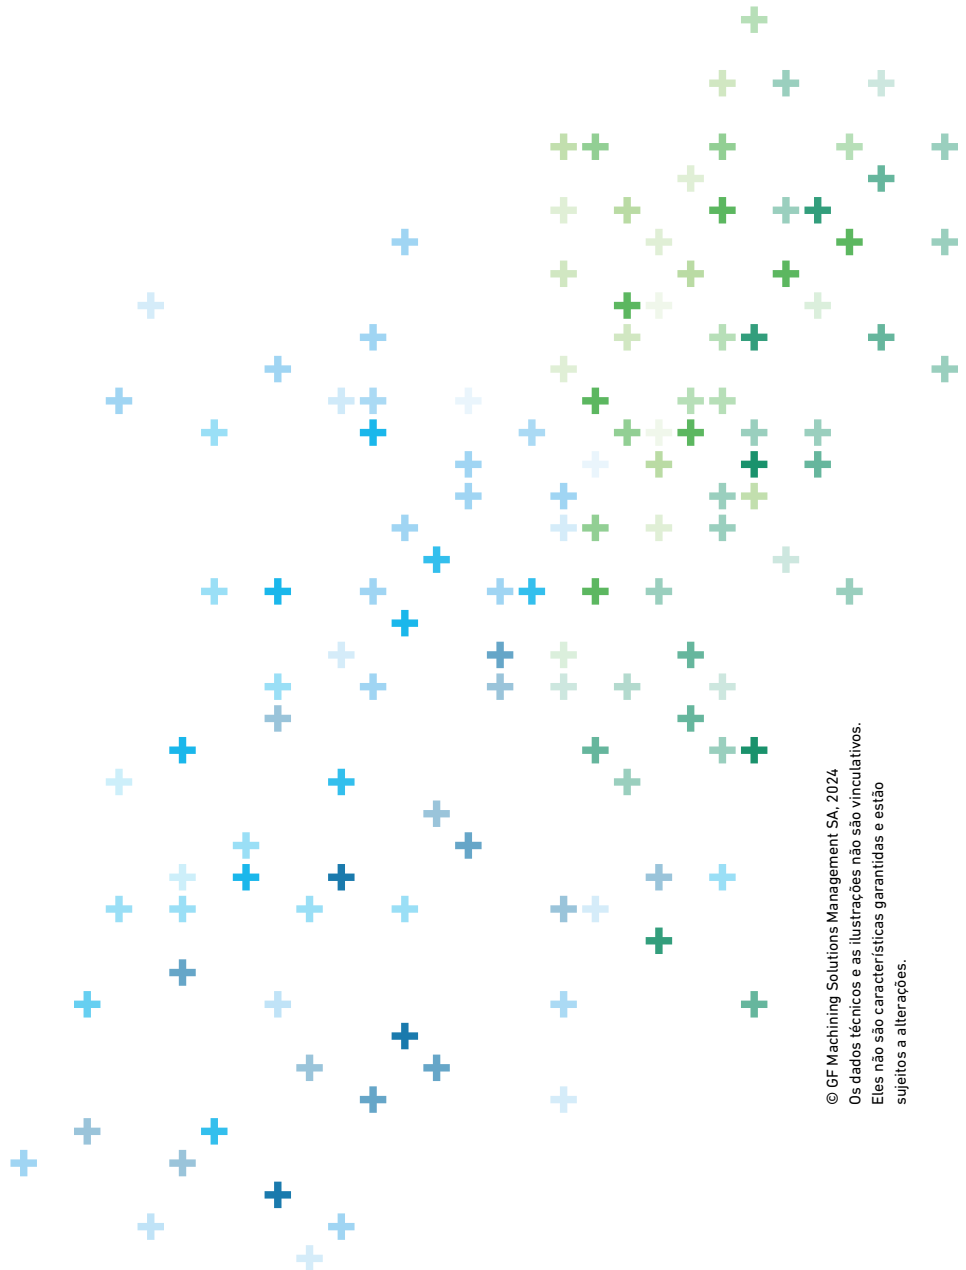 © GF Machining Solutions Management SA, 2024
Os dados técnicos e as ilustrações não são vinculativos.
Eles não são características garantidas e estão
sujeitos a alterações.